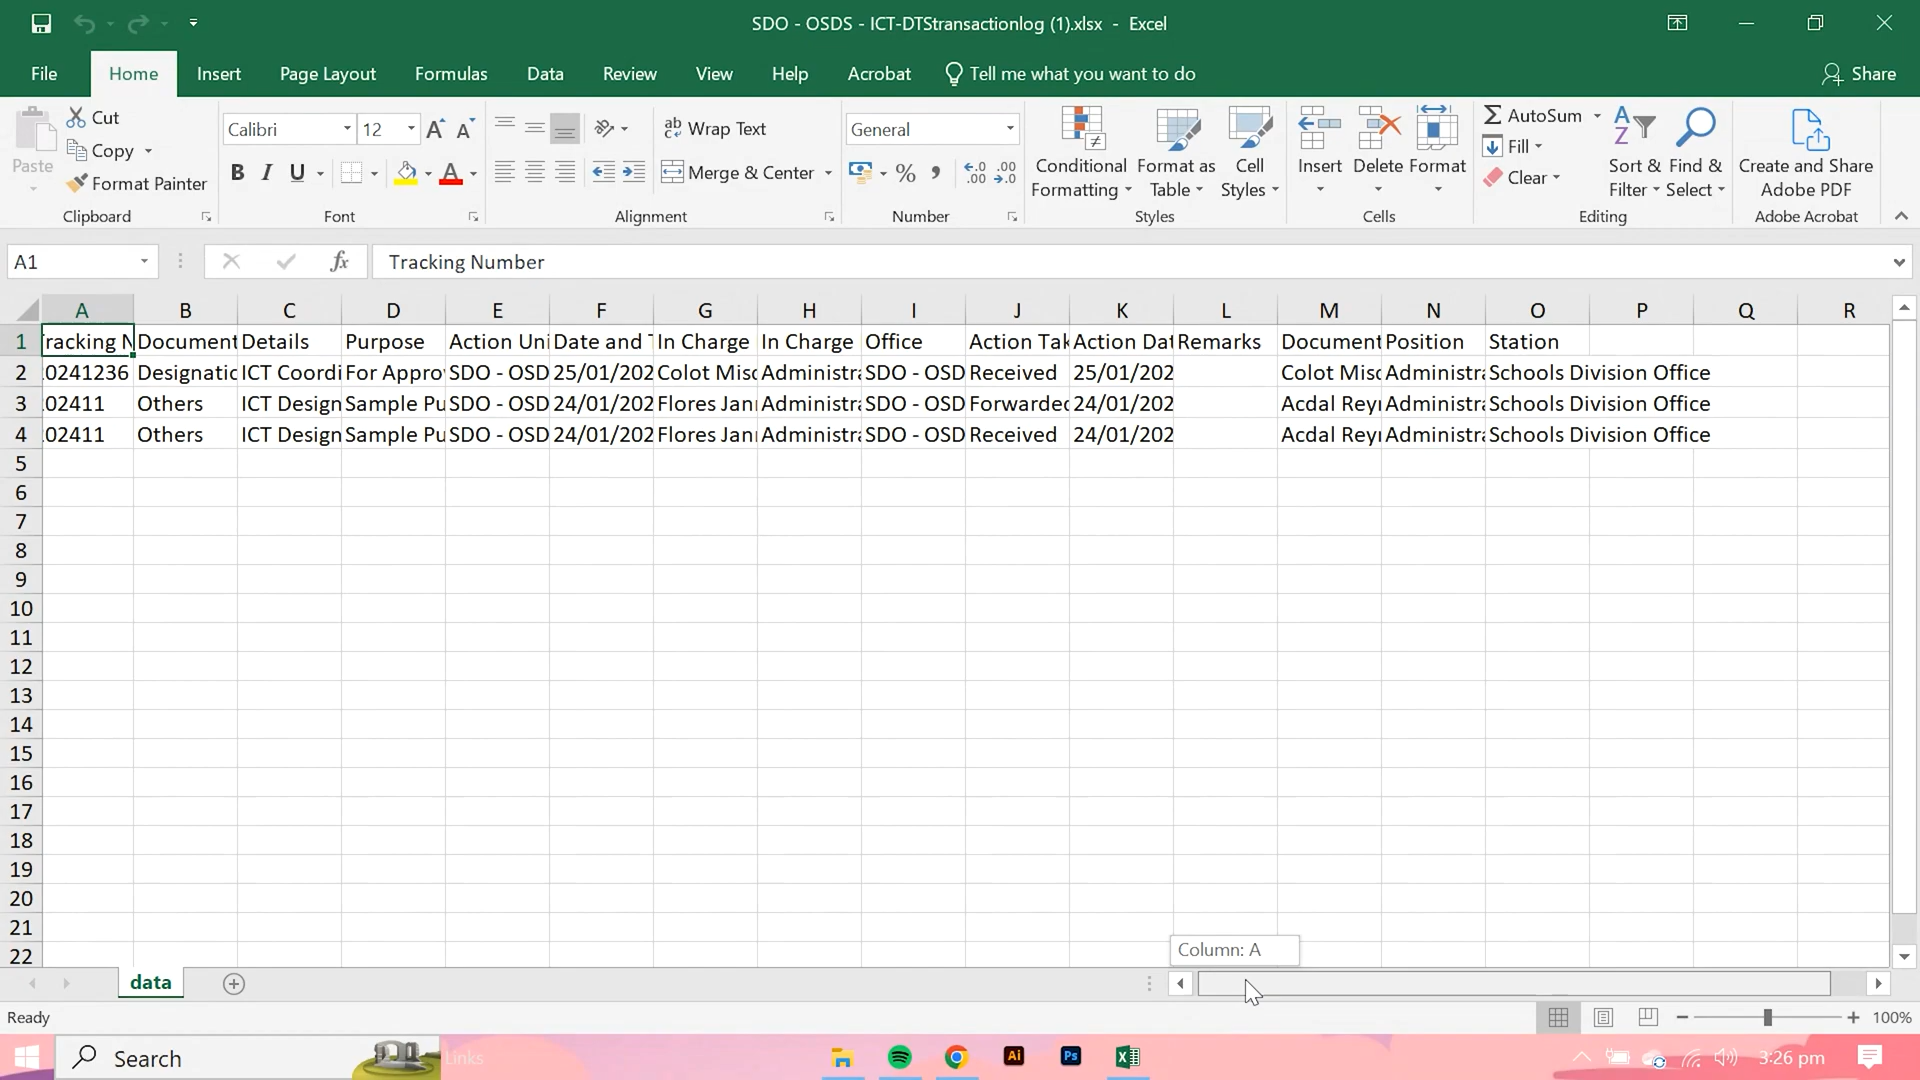 SDO - OSDS - ICT-DTStransactionlog (1).xlsx - Excel
File Home Insert Page Layout Formulas Data Review View Help Acrobat Tell me what you want to do Share
Paste
Cut
Copy
Format Painter
Clipboard
Calibri 12
B I U
Font
Wrap Text
Merge & Center
Alignment
General
Number
Conditional Formatting
Format as Table
Cell Styles
Styles
Insert
Delete
Format
Cells
AutoSum
Fill
Clear
Sort & Filter
Find & Select
Editing
Create and Share Adobe PDF
Adobe Acrobat
A1 fx Tracking Number
A B C D E F G H I J K L M N O P Q R
1 Tracking N Document Details Purpose Action Uni Date and T In Charge In Charge Office Action Tak Action Dat Remarks Document Position Station
2 0241236 Designatio ICT Coordi For Approv SDO - OSD 25/01/202 Colot Misc Administra SDO - OSD Received 25/01/202 Colot Misc Administra Schools Division Office
3 02411 Others ICT Design Sample Pu SDO - OSD 24/01/202 Flores Jan Administra SDO - OSD Forwarded 24/01/202 Acdal Rey Administra Schools Division Office
4 02411 Others ICT Design Sample Pu SDO - OSD 24/01/202 Flores Jan Administra SDO - OSD Received 24/01/202 Acdal Rey Administra Schools Division Office
5
6
7
8
9
10
11
12
13
14
15
16
17
18
19
20
21
22
Column: A
data
Ready
100%
Search
Links
Ai
Ps
3:26 pm